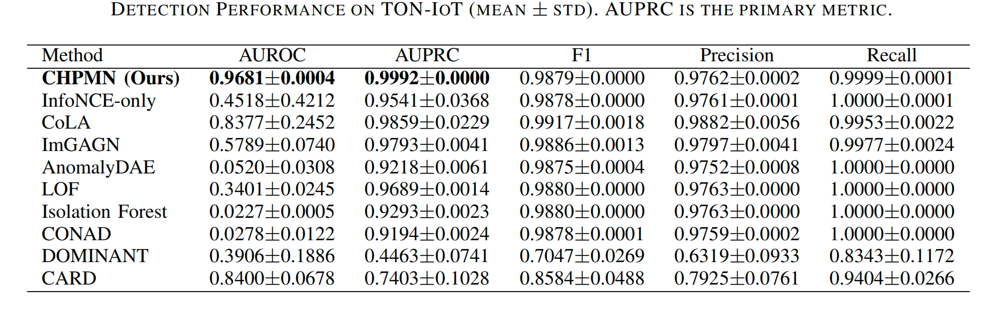 DETECTION PERFORMANCE ON TON-IOT (MEAN ± STD). AUPRC IS THE PRIMARY METRIC.
Method AUROC AUPRC F1 Precision Recall
CHPMN (Ours) 0.9681±0.0004 0.9992±0.0000 0.9879±0.0000 0.9762±0.0002 0.9999±0.0001
InfoNCE-only 0.4518±0.4212 0.9541±0.0368 0.9878±0.0000 0.9761±0.0001 1.0000±0.0001
CoLA 0.8377±0.2452 0.9859±0.0229 0.9917±0.0018 0.9882±0.0056 0.9953±0.0022
ImGAGN 0.5789±0.0740 0.9793±0.0041 0.9886±0.0013 0.9797±0.0041 0.9977±0.0024
AnomalyDAE 0.0520±0.0308 0.9218±0.0061 0.9875±0.0004 0.9752±0.0008 1.0000±0.0000
LOF 0.3401±0.0245 0.9689±0.0014 0.9880±0.0000 0.9763±0.0000 1.0000±0.0000
Isolation Forest 0.0227±0.0005 0.9293±0.0023 0.9880±0.0000 0.9763±0.0000 1.0000±0.0000
CONAD 0.0278±0.0122 0.9194±0.0024 0.9878±0.0001 0.9759±0.0002 1.0000±0.0000
DOMINANT 0.3906±0.1886 0.4463±0.0741 0.7047±0.0269 0.6319±0.0933 0.8343±0.1172
CARD 0.8400±0.0678 0.7403±0.1028 0.8584±0.0488 0.7925±0.0761 0.9404±0.0266